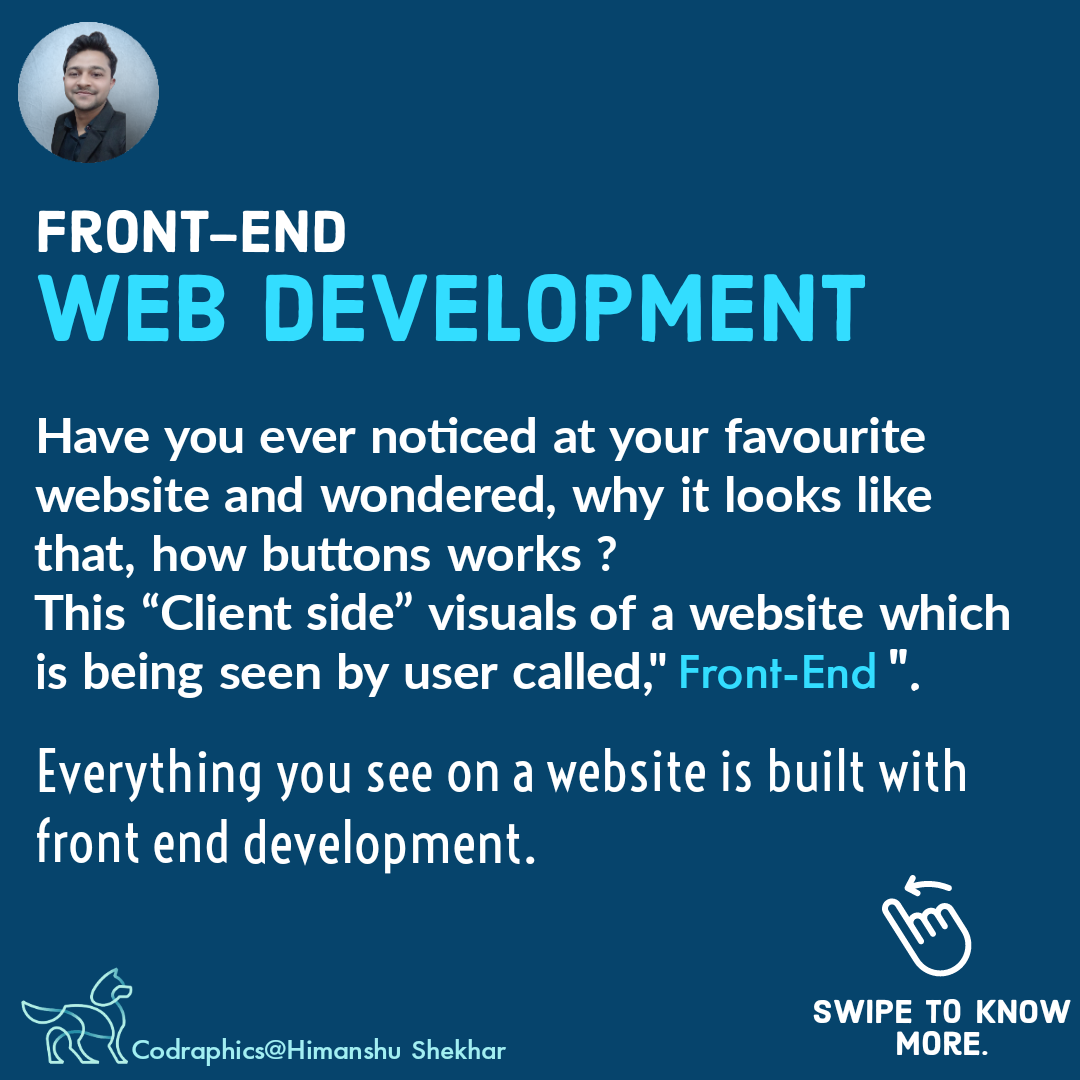 FRONT-END
WEB DEVELOPMENT
Have you ever noticed at your favourite
website and wondered, why it looks like
that, how buttons works ?
This “Client side” visuals of a website which
is being seen by user called," Front-End ".
Everything you see on a website is built with
front end development.
SWIPE TO KNOW
MORE.
Codraphics@Himanshu Shekhar